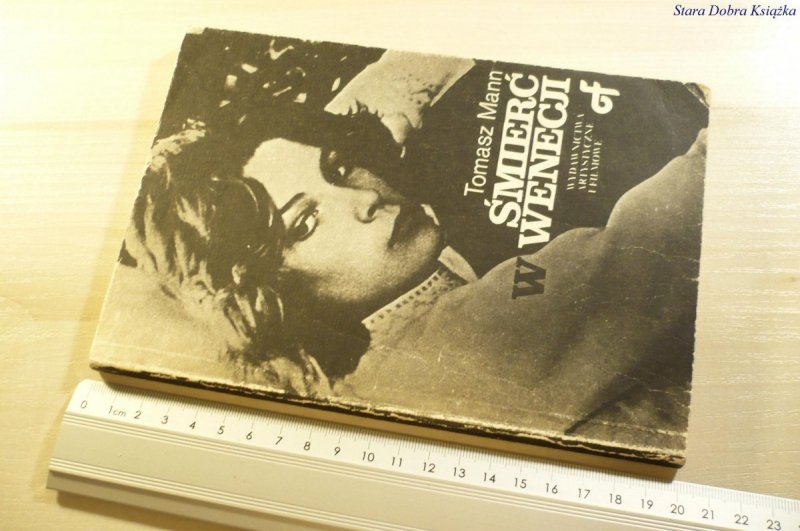 Stara Dobra Książka
Tomasz Mann
ŚMIERĆ
W WENECJI
WYDAWNICTWA
ARTYSTYCZNE
I FILMOWE
0 1cm 2 3 4 5 6 7 8 9 10 11 12 13 14 15 16 17 18 19 20 21 22 23